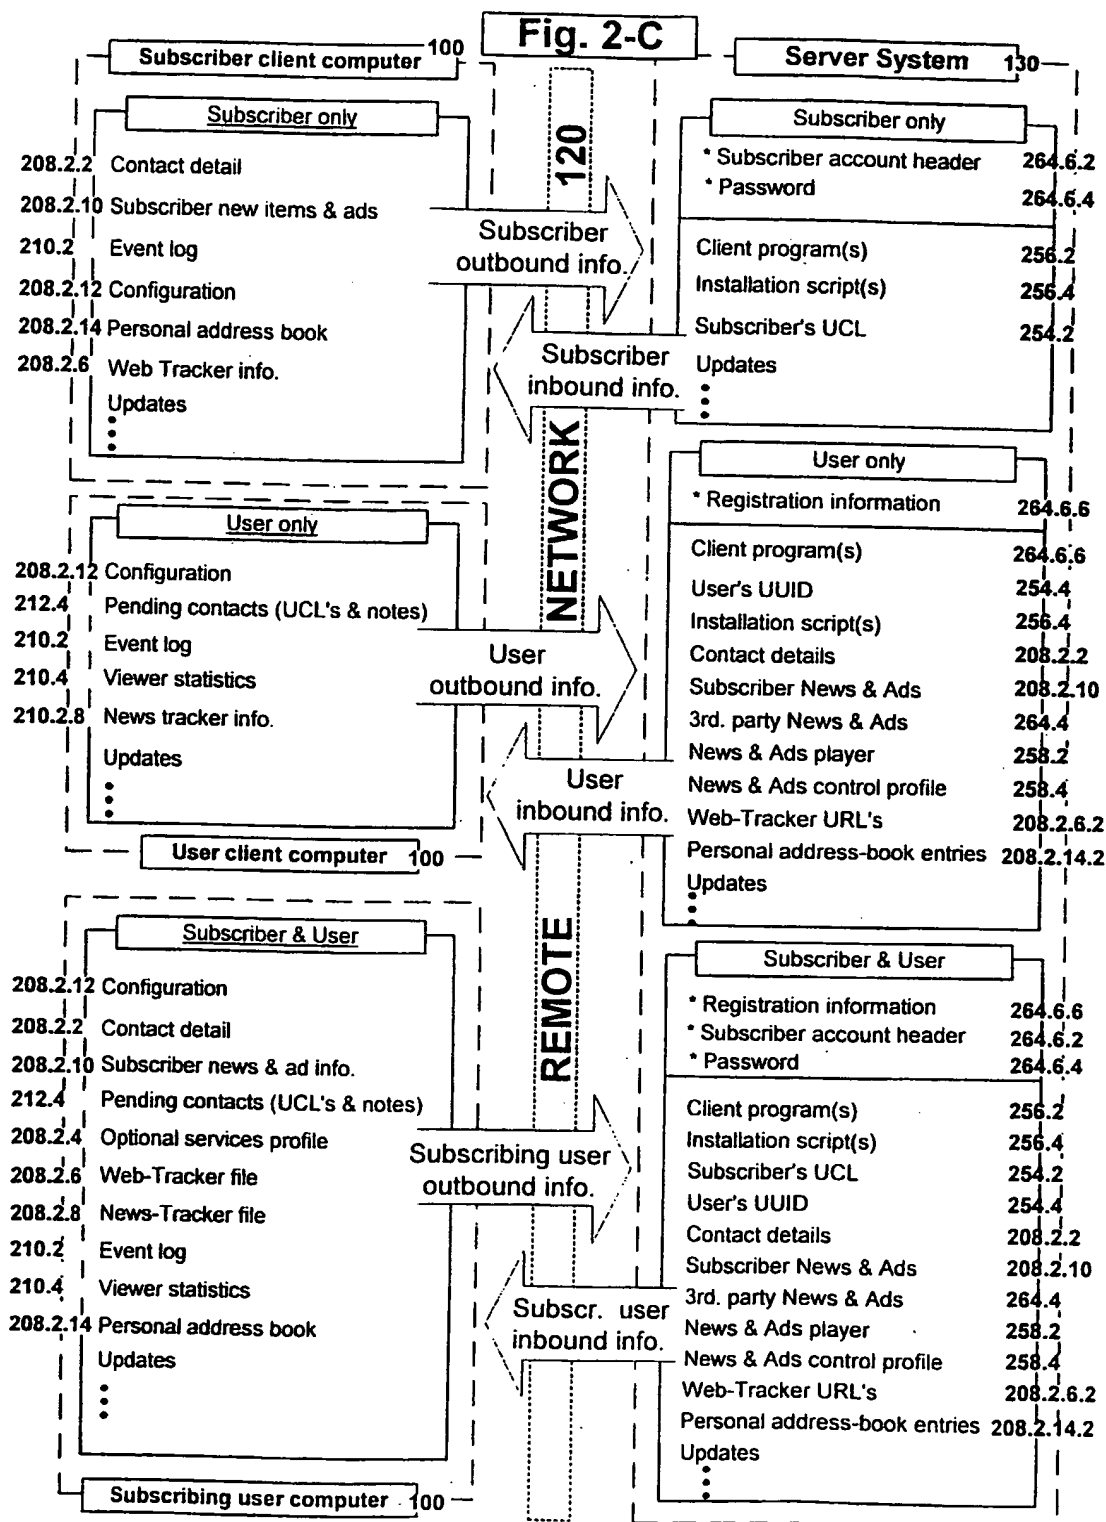 Fig. 2-C
Subscriber client computer 100
Subscriber only
208.2.2 Contact detail
208.2.10 Subscriber new items & ads
210.2 Event log
208.2.12 Configuration
208.2.14 Personal address book
208.2.6 Web Tracker info.
Updates
User only
208.2.12 Configuration
212.4 Pending contacts (UCL's & notes)
210.2 Event log
210.4 Viewer statistics
210.2.8 News tracker info.
Updates
User client computer 100
Subscriber & User
208.2.12 Configuration
208.2.2 Contact detail
208.2.10 Subscriber news & ad info.
212.4 Pending contacts (UCL's & notes)
208.2.4 Optional services profile
208.2.6 Web-Tracker file
208.2.8 News-Tracker file
210.2 Event log
210.4 Viewer statistics
208.2.14 Personal address book
Updates
Subscribing user computer 100
REMOTE NETWORK 120
Subscriber
outbound info.
Subscriber
inbound info.
User
outbound info.
User
inbound info.
Subscribing user
outbound info.
Subscr. user
inbound info.
Server System 130
Subscriber only
* Subscriber account header 264.6.2
* Password 264.6.4
Client program(s) 256.2
Installation script(s) 256.4
Subscriber's UCL 254.2
Updates
User only
* Registration information 264.6.6
Client program(s) 264.6.6
User's UUID 254.4
Installation script(s) 256.4
Contact details 208.2.2
Subscriber News & Ads 208.2.10
3rd. party News & Ads 264.4
News & Ads player 258.2
News & Ads control profile 258.4
Web-Tracker URL's 208.2.6.2
Personal address-book entries 208.2.14.2
Updates
Subscriber & User
* Registration information 264.6.6
* Subscriber account header 264.6.2
* Password 264.6.4
Client program(s) 256.2
Installation script(s) 256.4
Subscriber's UCL 254.2
User's UUID 254.4
Contact details 208.2.2
Subscriber News & Ads 208.2.10
3rd. party News & Ads 264.4
News & Ads player 258.2
News & Ads control profile 258.4
Web-Tracker URL's 208.2.6.2
Personal address-book entries 208.2.14.2
Updates